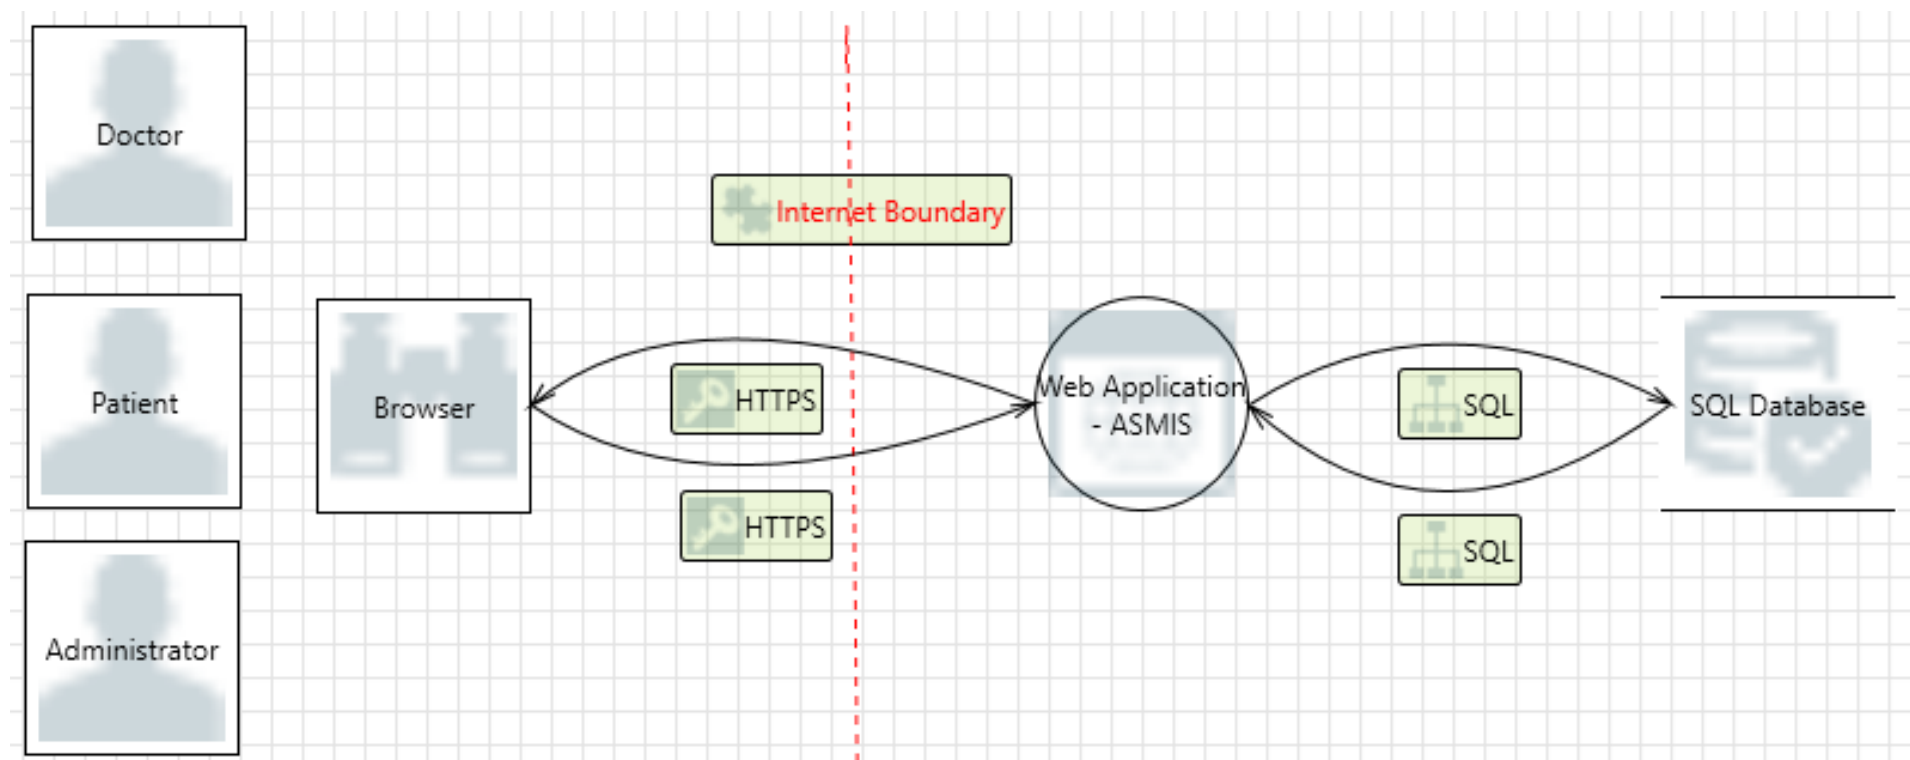 Doctor
Internet Boundary
Patient
Browser
HTTPS
Web Application
- ASMIS
SQL
SQL Database
HTTPS
SQL
Administrator